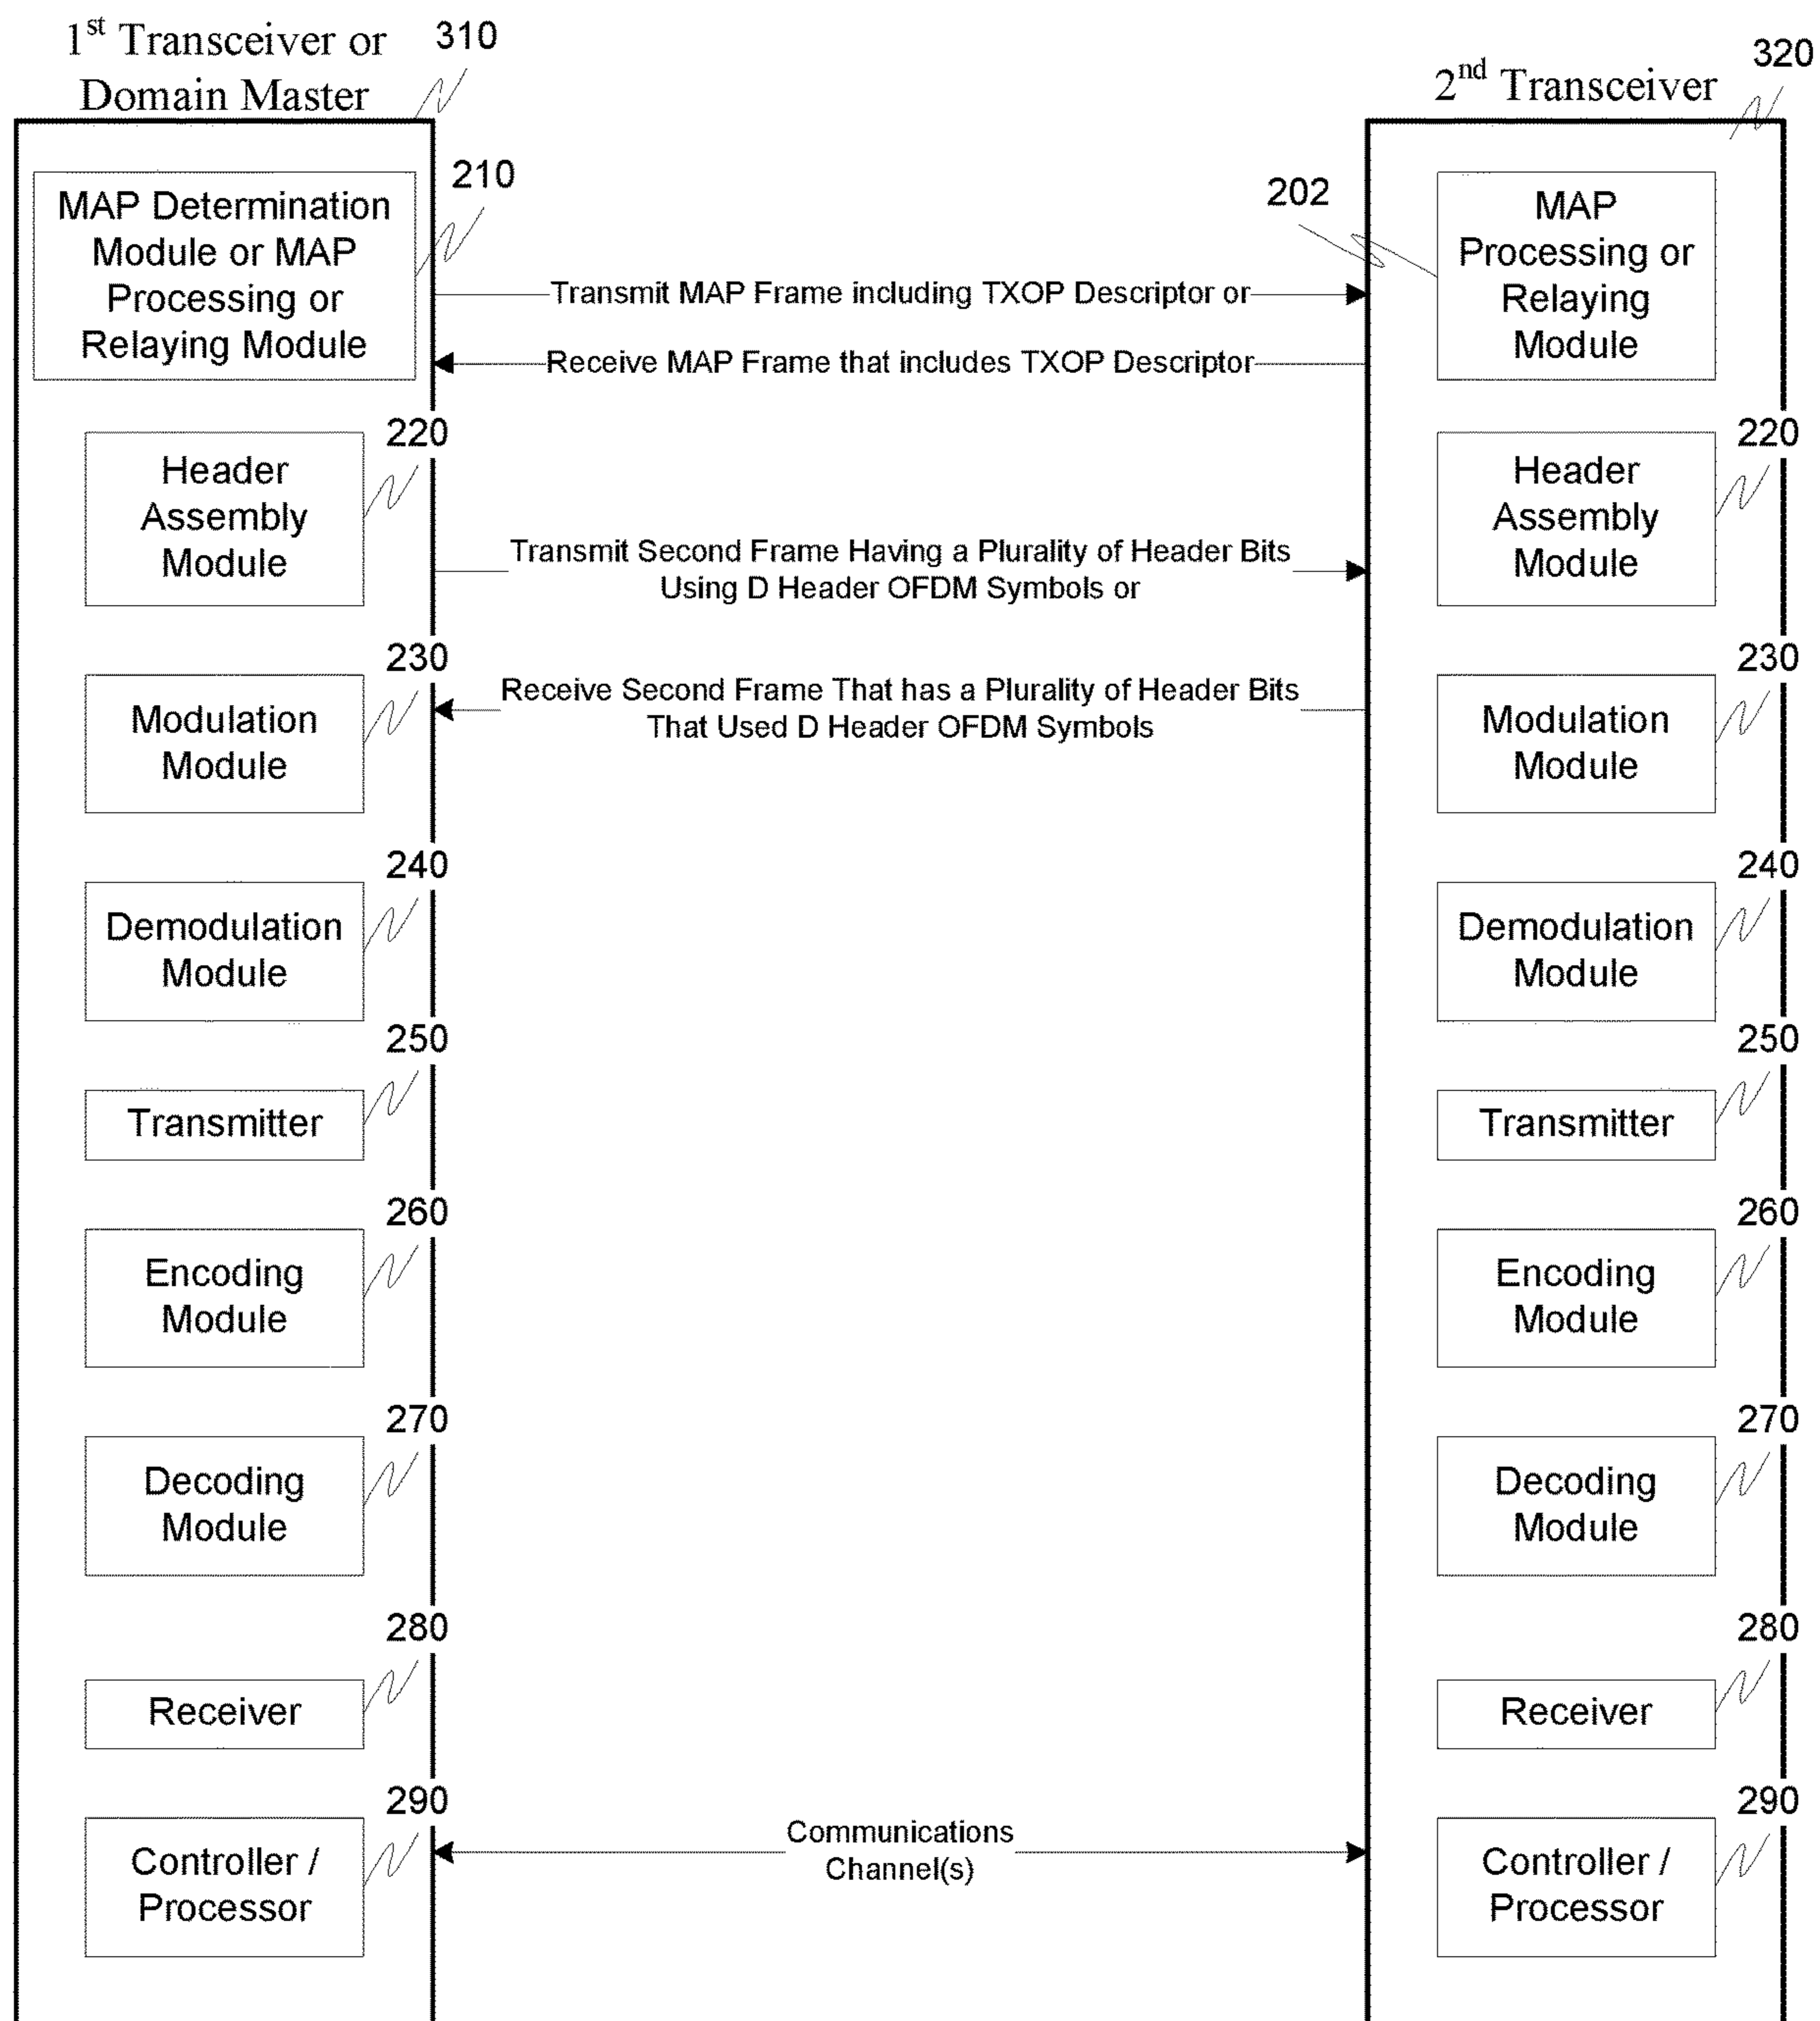 1st Transceiver or
Domain Master
310
2nd Transceiver
320
MAP Determination
Module or MAP
Processing or
Relaying Module
210
Transmit MAP Frame including TXOP Descriptor or
Receive MAP Frame that includes TXOP Descriptor
202
MAP
Processing or
Relaying
Module
220
Header
Assembly
Module
Transmit Second Frame Having a Plurality of Header Bits
Using D Header OFDM Symbols or
220
Header
Assembly
Module
230
Modulation
Module
Receive Second Frame That has a Plurality of Header Bits
That Used D Header OFDM Symbols
230
Modulation
Module
240
Demodulation
Module
240
Demodulation
Module
250
Transmitter
250
Transmitter
260
Encoding
Module
260
Encoding
Module
270
Decoding
Module
270
Decoding
Module
280
Receiver
280
Receiver
290
Controller /
Processor
Communications
Channel(s)
290
Controller /
Processor